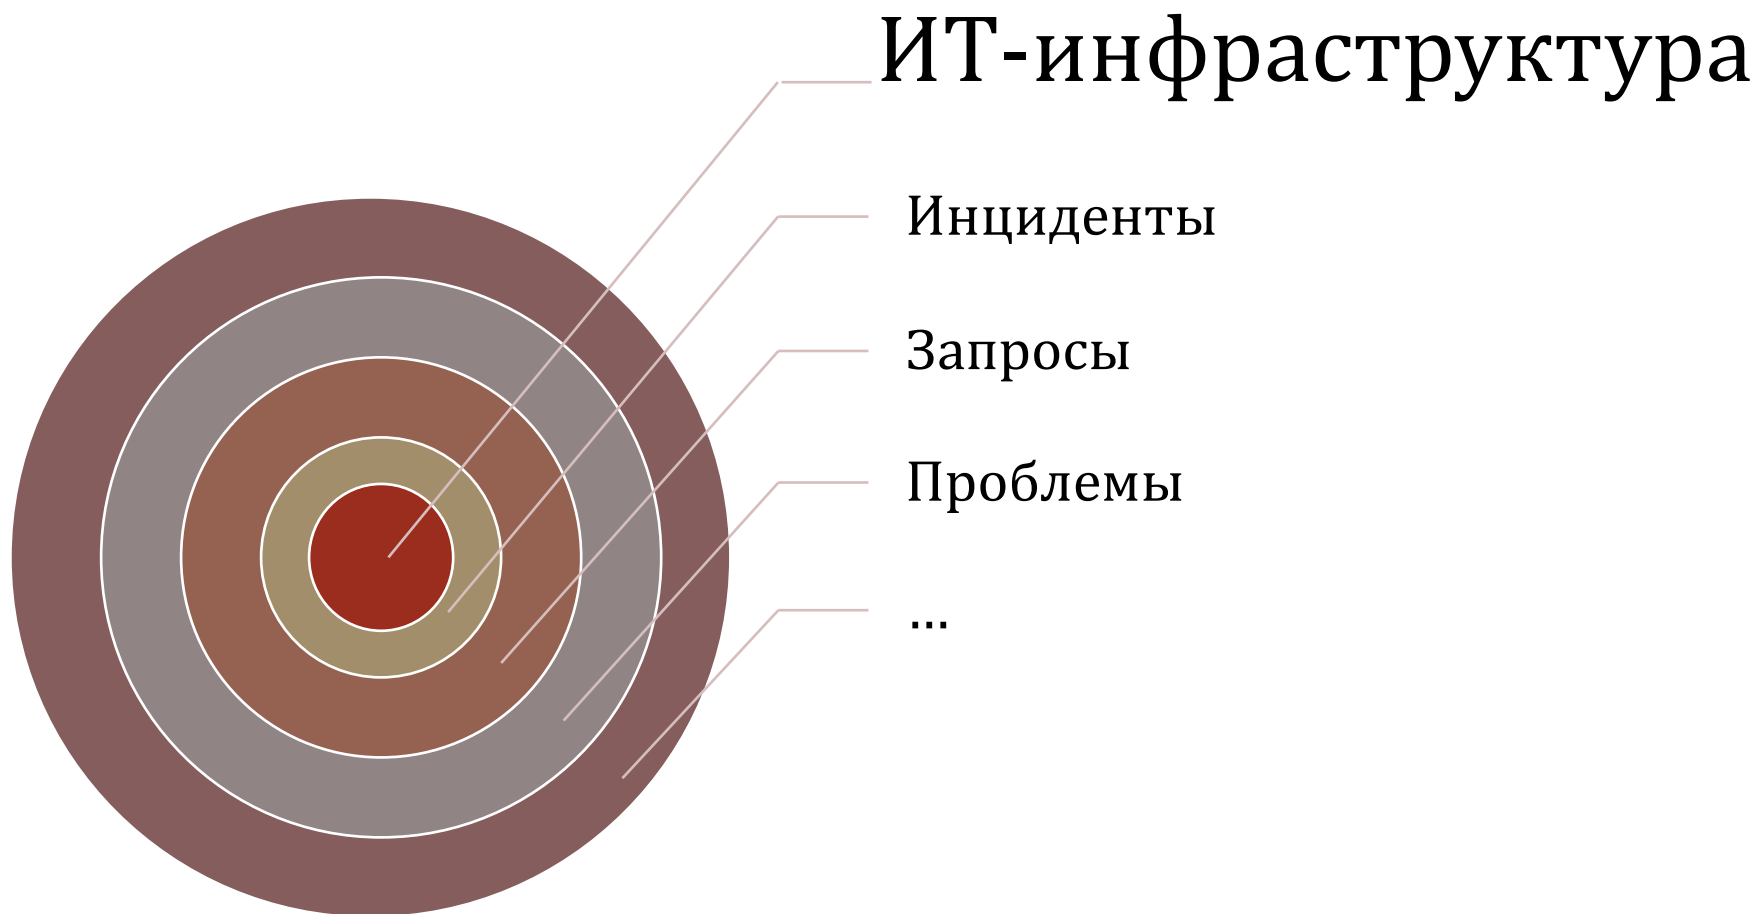 ИТ-инфраструктура
Инциденты
Запросы
Проблемы
...